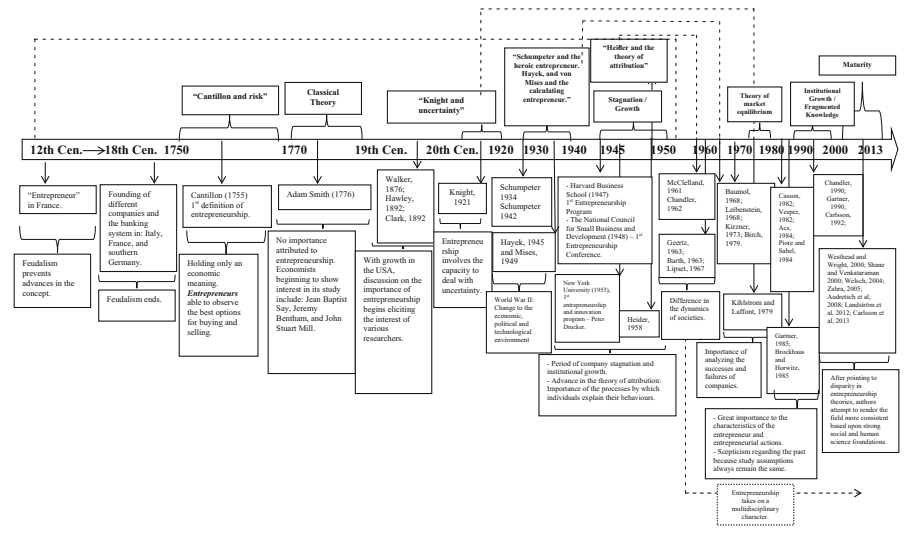 Maturity
"Schumpeter and the
heroic entrepreneur.
Hayek, and von
Mises and the
calculating
entrepreneur."
"Heider and the
theory of
attribution"
"Cantillon and risk"
Classical
Theory
"Knight and
uncertainty"
Stagnation /
Growth
Theory of
market
equilibrium
Institutional
Growth /
Fragmented
Knowledge
12th Cen. 18th Cen. 1750 1770 19th Cen. 20th Cen. 1920 1930 1940 1945 1950 1960 1970 1980 1990 2000 2013
"Entrepreneur"
in France.
Feudalism
prevents
advances in the
concept.
Founding of
different
companies and
the banking
system in: Italy,
France, and
southern
Germany.
Feudalism ends.
Cantillon (1755)
1st definition of
entrepreneurship.
Holding only an
economic
meaning.
Entrepreneurs
able to observe
the best options
for buying and
selling.
Adam Smith (1776)
No importance
attributed to
entrepreneurship.
Economists
beginning to show
interest in its study
include: Jean Baptist
Say, Jeremy
Bentham, and John
Stuart Mill.
Walker,
1876;
Hawley,
1892;
Clark, 1892
With growth in
the USA,
discussion on the
importance of
entrepreneurship
begins eliciting
the interest of
various
researchers.
Knight,
1921
Entrepreneu
rship
involves the
capacity to
deal with
uncertainty.
Schumpeter
1934
Schumpeter
1942
Hayek, 1945
and Mises,
1949
World War II:
Change to the
economic,
political and
technological
environment
- Harvard Business
School (1947)
1st Entrepreneurship
Program
- The National Council
for Small Business and
Development (1948) – 1st
Entrepreneurship
Conference.
New York
University (1953),
1st
entrepreneurship
and innovation
program – Peter
Drucker.
Heider,
1958
- Period of company stagnation and
institutional growth.
- Advance in the theory of attribution:
Importance of the processes by which
individuals explain their behaviours.
McClelland,
1961
Chandler,
1962
Geertz,
1963;
Barth, 1963;
Lipset, 1967
Difference in
the dynamics
of societies.
Baumol,
1968;
Leibenstein,
1968;
Kirzner,
1973; Birch,
1979.
Kihlstrom and
Laffont, 1979
Importance of
analyzing the
successes and
failures of
companies.
Casson,
1982;
Vesper,
1982;
Acs,
1984;
Piore and
Sabel,
1984
Gartner,
1985;
Brockhaus
and
Horwitz,
1985
- Great importance to the
characteristics of the
entrepreneur and
entrepreneurial actions.
- Scepticism regarding the past
because study assumptions
always remain the same.
Chandler,
1990;
Gartner,
1990;
Carlsson,
1992;
Westhead and
Wright, 2000; Shane
and Venkataraman
2000; Welsch, 2004;
Zahra, 2005;
Audretsch et al,
2008; Landström et
al, 2012; Carlsson et
al, 2013
After pointing to
disparity in
entrepreneurship
theories, authors
attempt to render the
field more consistent
based upon strong
social and human
science foundations.
Entrepreneurship
takes on a
multidisciplinary
character.